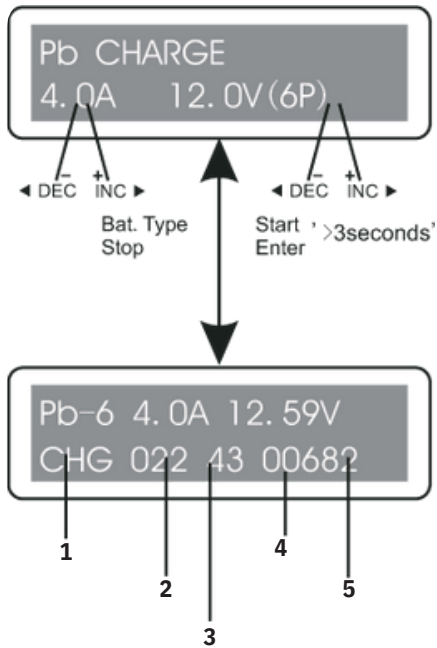 Pb CHARGE
4.0A 12.0V(6P)
- + - +
◄ DEC INC ► ◄ DEC INC ►
Bat. Type
Stop
Start
Enter
' >3seconds'
Pb-6 4.0A 12.59V
CHG 022 43 00682
1
2
3
4
5